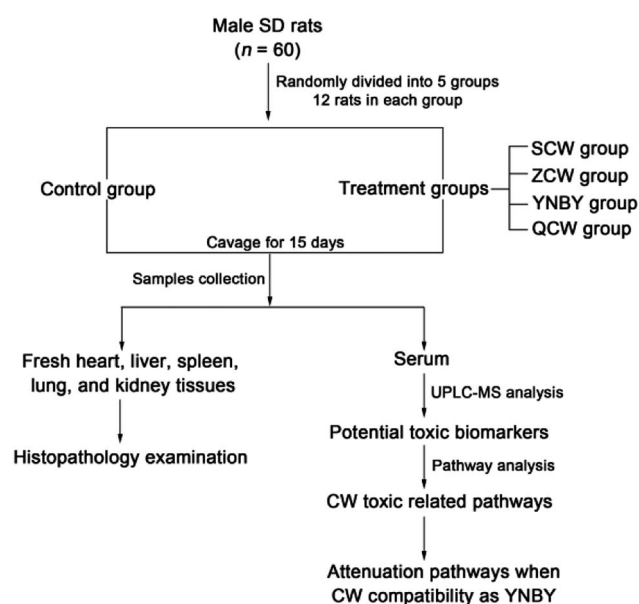 Male SD rats
(n = 60)
Randomly divided into 5 groups
12 rats in each group
Control group
Treatment groups
SCW group
ZCW group
YNBY group
QCW group
Cavage for 15 days
Samples collection
Fresh heart, liver, spleen,
lung, and kidney tissues
Histopathology examination
Serum
UPLC-MS analysis
Potential toxic biomarkers
Pathway analysis
CW toxic related pathways
Attenuation pathways when
CW compatibility as YNBY